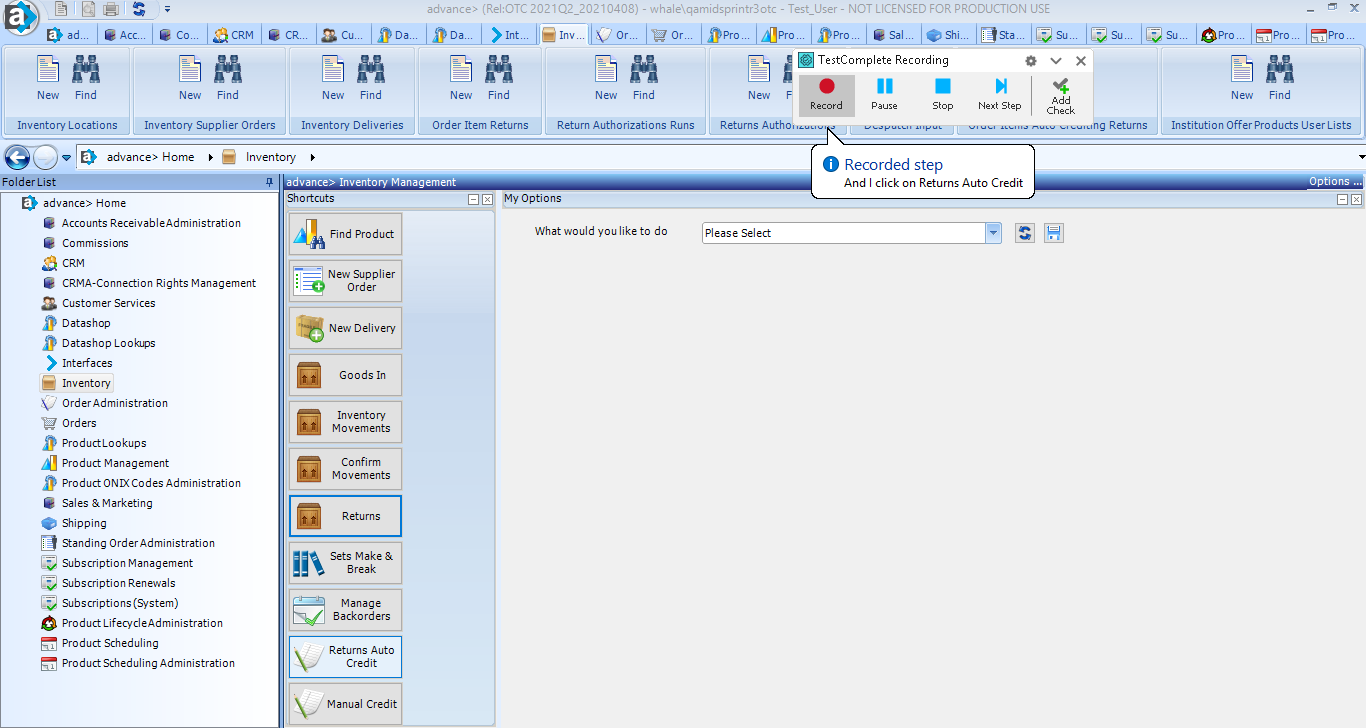 advance> (Rel:OTC 2021Q2_20210408) - whale\qamidsprintr3otc - Test_User - NOT LICENSED FOR PRODUCTION USE
ad... Acc... Co... CRM CR... Cu... Da... Da... Int... Inv... Or... Or... Pro... Pro... Pro... Sal... Shi... Sta... Su... Su... Su... Pro... Pro... Pro...
New Find New Find New Find New Find New Find New New Find
Inventory Locations Inventory Supplier Orders Inventory Deliveries Order Item Returns Return Authorizations Runs Returns Authorizations Despatch Input Order Items Auto Crediting Returns Institution Offer Products User Lists
TestComplete Recording
Record Pause Stop Next Step Add
Check
Recorded step
And I click on Returns Auto Credit
advance> Home Inventory
Folder List
advance> Home
Accounts Receivable Administration
Commissions
CRM
CRMA-Connection Rights Management
Customer Services
Datashop
Datashop Lookups
Interfaces
Inventory
Order Administration
Orders
Product Lookups
Product Management
Product ONIX Codes Administration
Sales & Marketing
Shipping
Standing Order Administration
Subscription Management
Subscription Renewals
Subscriptions (System)
Product Lifecycle Administration
Product Scheduling
Product Scheduling Administration
advance> Inventory Management
Options ...
Shortcuts
Find Product
New Supplier
Order
New Delivery
Goods In
Inventory
Movements
Confirm
Movements
Returns
Sets Make &
Break
Manage
Backorders
Returns Auto
Credit
Manual Credit
My Options
What would you like to do Please Select